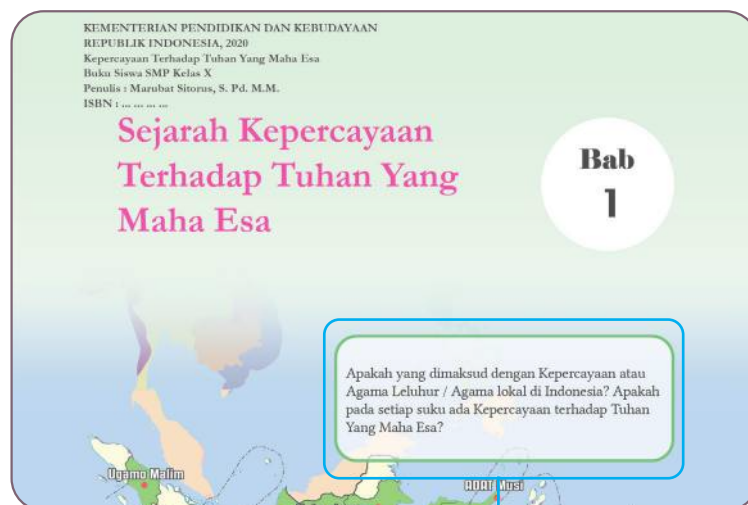 KEMENTERIAN PENDIDIKAN DAN KEBUDAYAAN
REPUBLIK INDONESIA, 2020
Kepercayaan Terhadap Tuhan Yang Maha Esa
Buku Siswa SMP Kelas X
Penulis : Marubat Sitorus, S. Pd. M.M.
ISBN : ... ... ... ...
Sejarah Kepercayaan
Terhadap Tuhan Yang
Maha Esa
Bab
1
Apakah yang dimaksud dengan Kepercayaan atau
Agama Leluhur / Agama lokal di Indonesia? Apakah
pada setiap suku ada Kepercayaan terhadap Tuhan
Yang Maha Esa?
Ugamo Malim
ADAT Musi